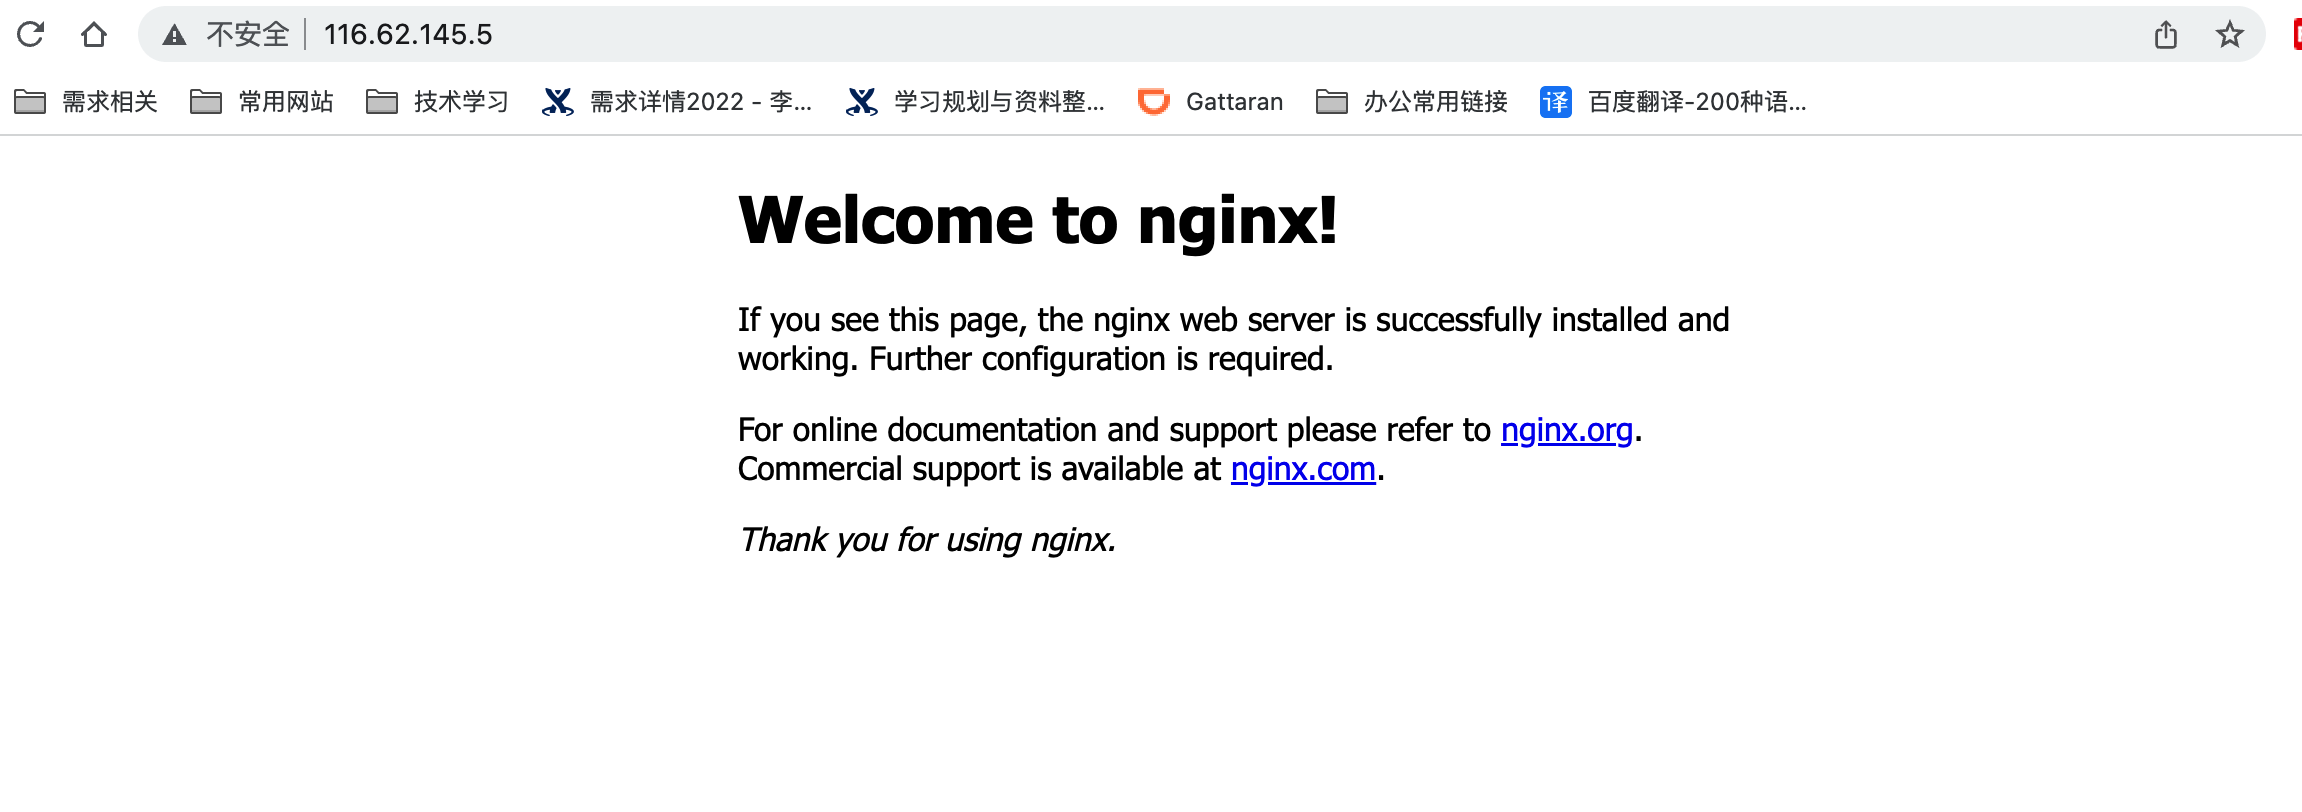 不安全 116.62.145.5
需求相关 常用网站 技术学习 需求详情2022 - 李... 学习规划与资料整... Gattaran 办公常用链接 译 百度翻译-200种语...
Welcome to nginx!
If you see this page, the nginx web server is successfully installed and
working. Further configuration is required.
For online documentation and support please refer to nginx.org.
Commercial support is available at nginx.com.
Thank you for using nginx.